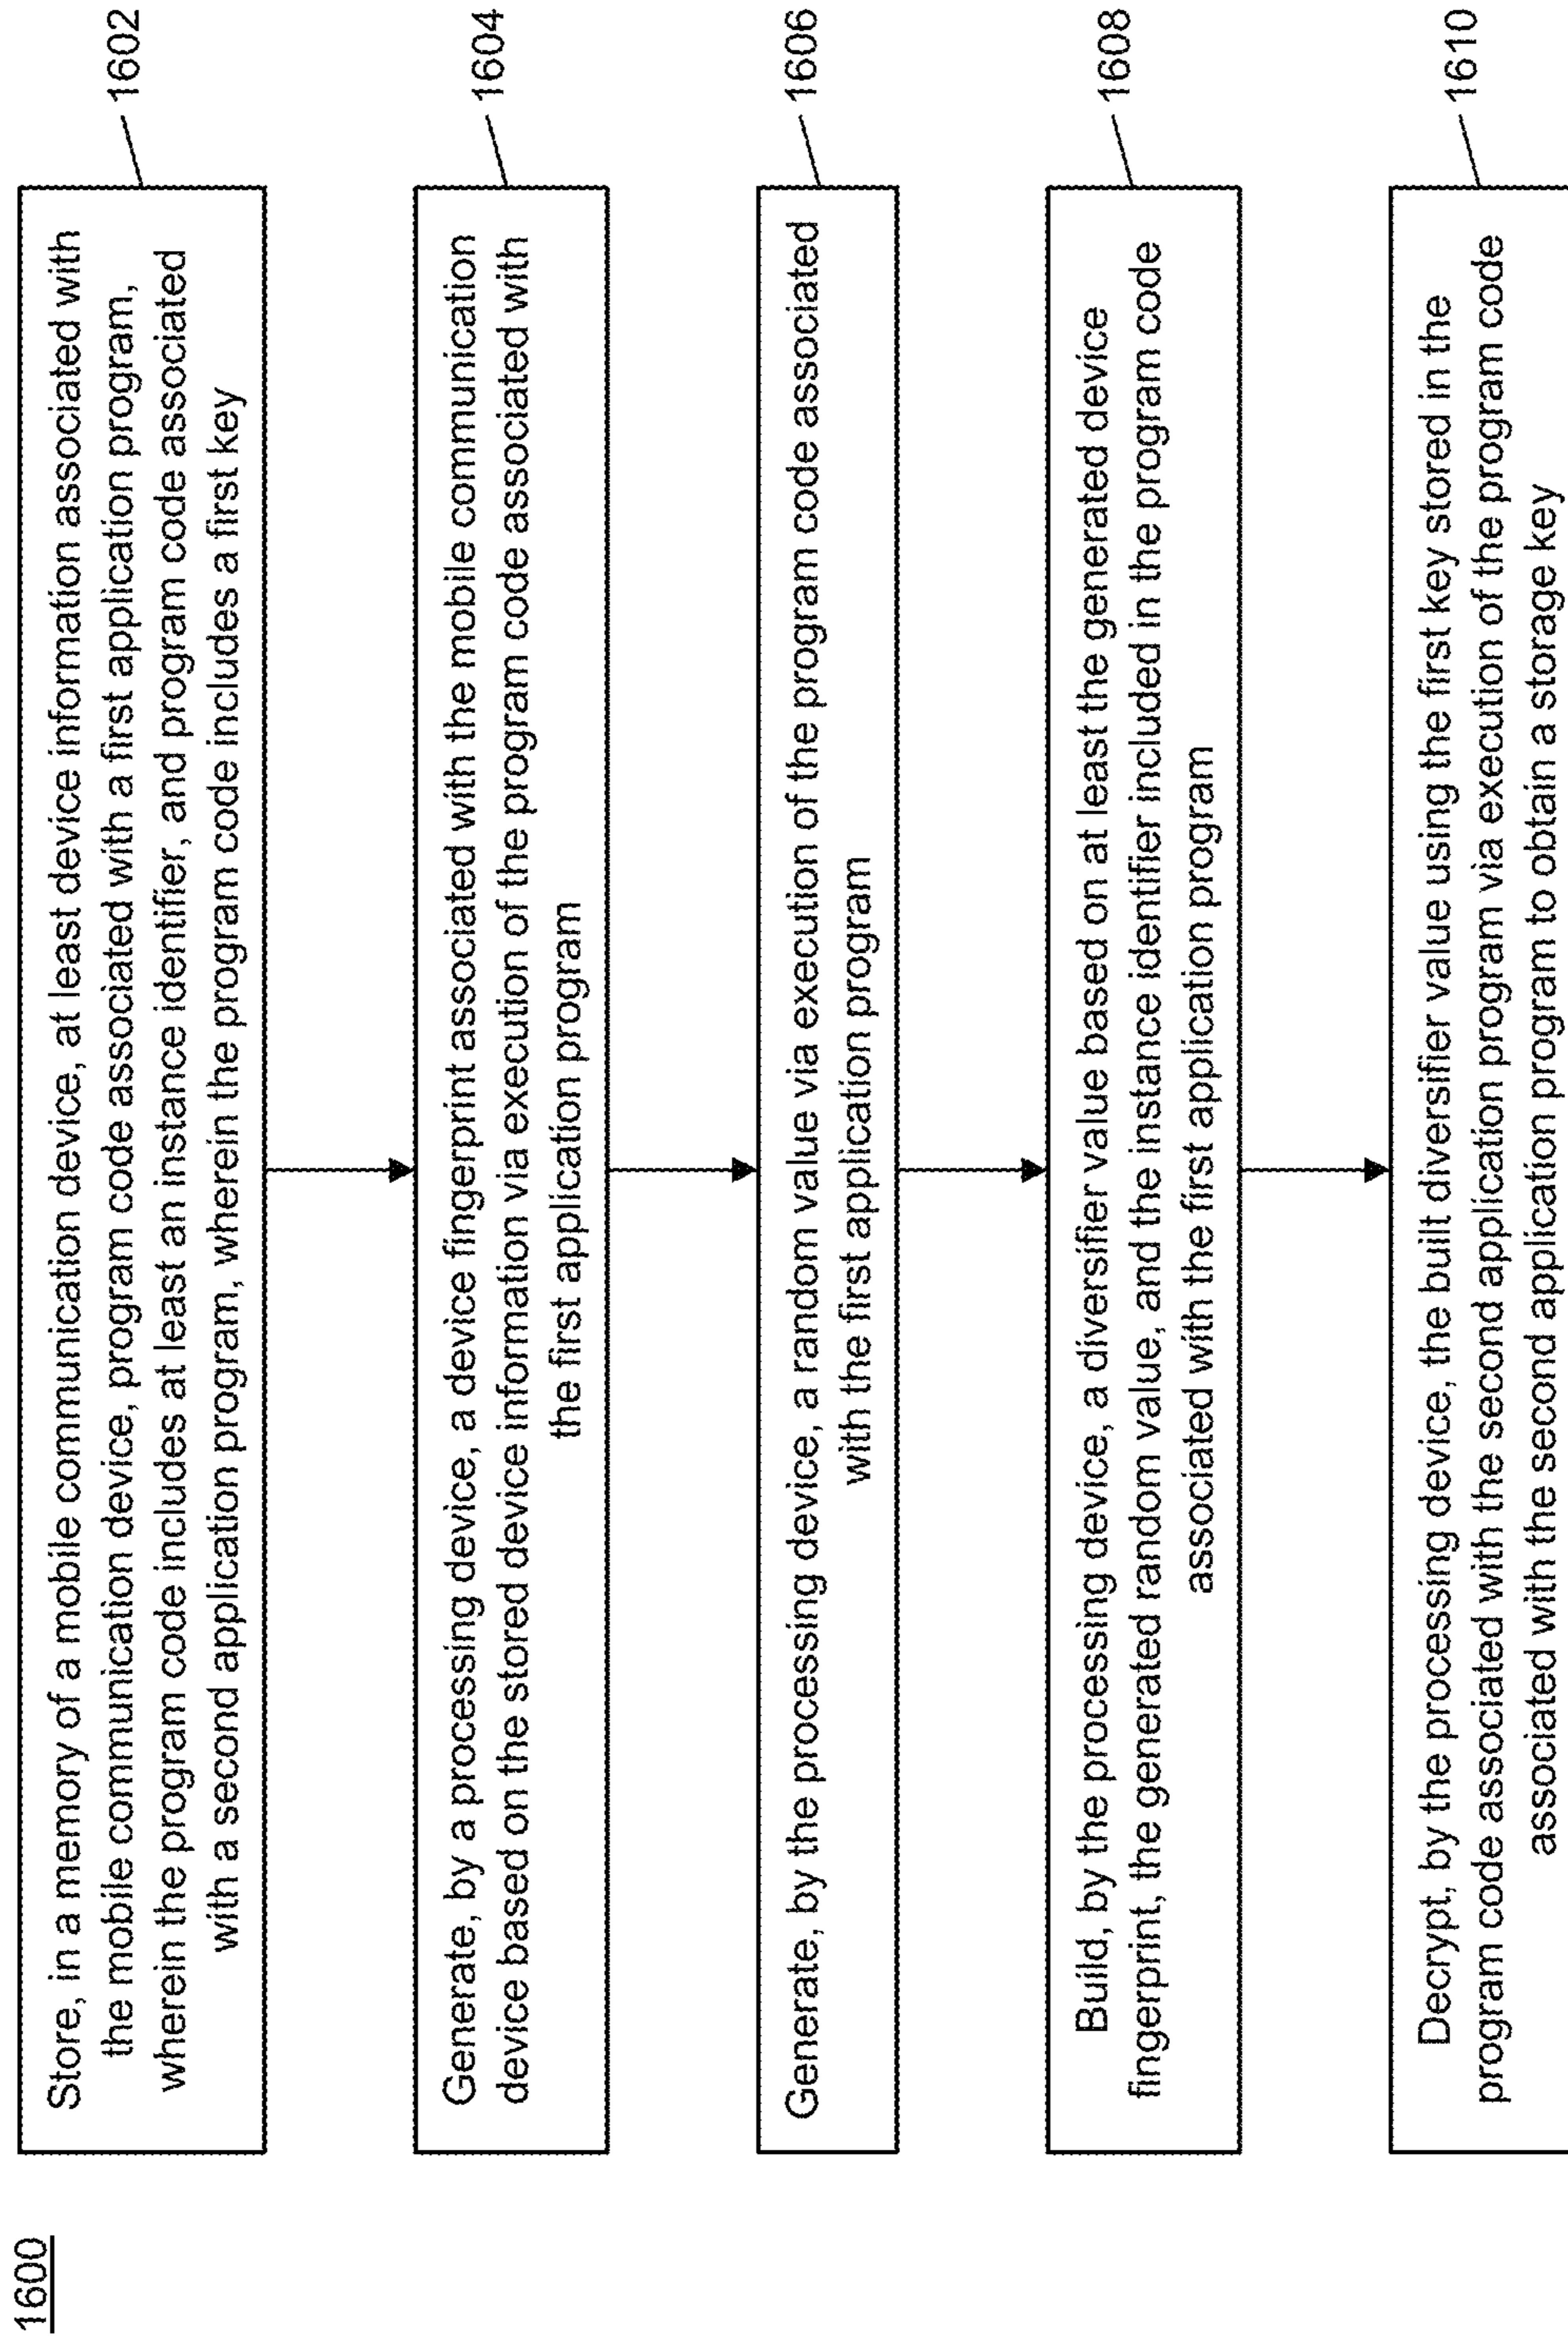 1600
Store, in a memory of a mobile communication device, at least device information associated with
the mobile communication device, program code associated with a first application program,
wherein the program code includes at least an instance identifier, and program code associated
with a second application program, wherein the program code includes a first key
1602
Generate, by a processing device, a device fingerprint associated with the mobile communication
device based on the stored device information via execution of the program code associated with
the first application program
1604
Generate, by the processing device, a random value via execution of the program code associated
with the first application program
1606
Build, by the processing device, a diversifier value based on at least the generated device
fingerprint, the generated random value, and the instance identifier included in the program code
associated with the first application program
1608
Decrypt, by the processing device, the built diversifier value using the first key stored in the
program code associated with the second application program via execution of the program code
associated with the second application program to obtain a storage key
1610